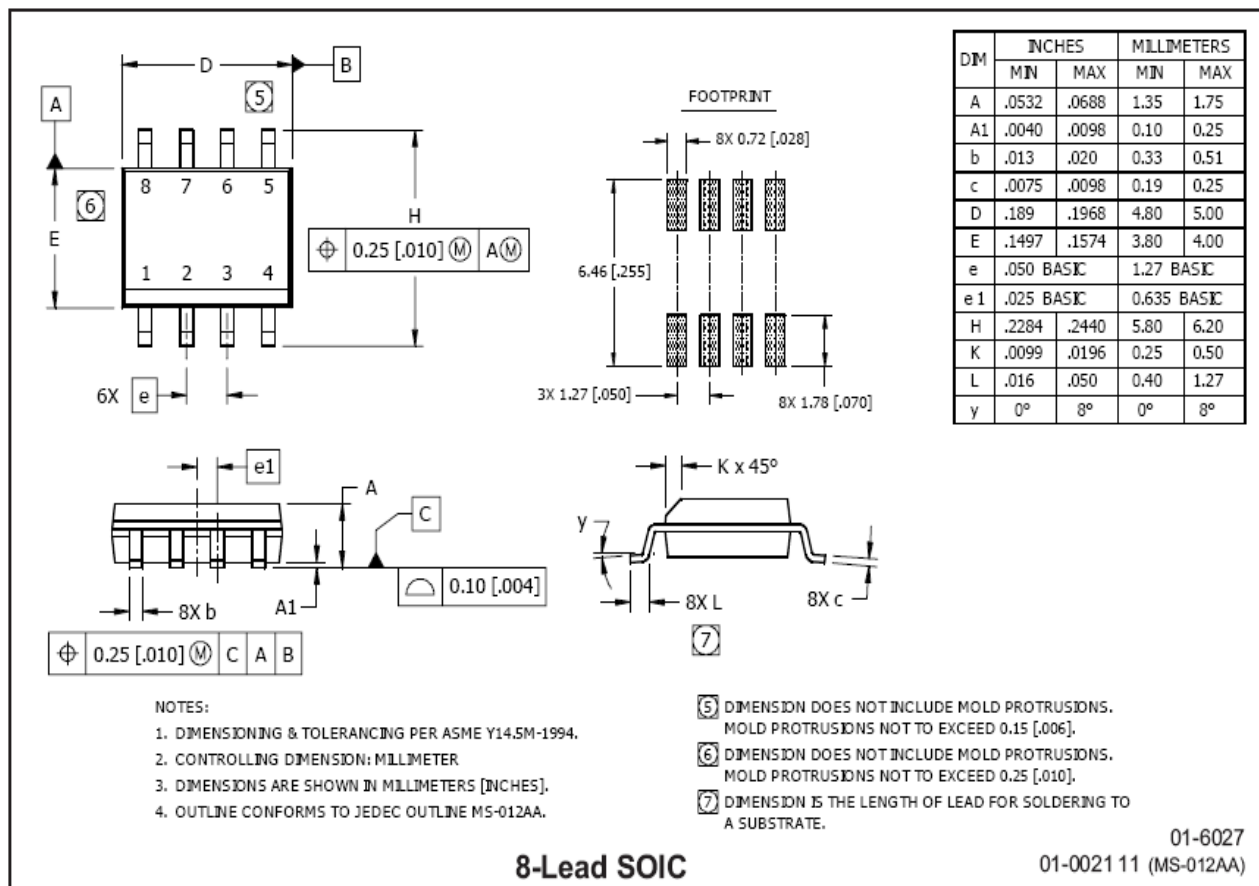 D
B
5
A
8 7 6 5
6
E
H
⌖ 0.25 [.010] Ⓜ A Ⓜ
1 2 3 4
6X e
FOOTPRINT
8X 0.72 [.028]
6.46 [.255]
3X 1.27 [.050]
8X 1.78 [.070]
DIM INCHES MILLIMETERS
MIN MAX MIN MAX
A .0532 .0688 1.35 1.75
A1 .0040 .0098 0.10 0.25
b .013 .020 0.33 0.51
c .0075 .0098 0.19 0.25
D .189 .1968 4.80 5.00
E .1497 .1574 3.80 4.00
e .050 BASIC 1.27 BASIC
e1 .025 BASIC 0.635 BASIC
H .2284 .2440 5.80 6.20
K .0099 .0196 0.25 0.50
L .016 .050 0.40 1.27
y 0° 8° 0° 8°
e1
A
C
0.10 [.004]
8X b
A1
⌖ 0.25 [.010] Ⓜ C A B
K x 45°
y
8X L
8X c
7
NOTES:
1. DIMENSIONING & TOLERANCING PER ASME Y14.5M-1994.
2. CONTROLLING DIMENSION: MILLIMETER
3. DIMENSIONS ARE SHOWN IN MILLIMETERS [INCHES].
4. OUTLINE CONFORMS TO JEDEC OUTLINE MS-012AA.
5 DIMENSION DOES NOT INCLUDE MOLD PROTRUSIONS.
MOLD PROTRUSIONS NOT TO EXCEED 0.15 [.006].
6 DIMENSION DOES NOT INCLUDE MOLD PROTRUSIONS.
MOLD PROTRUSIONS NOT TO EXCEED 0.25 [.010].
7 DIMENSION IS THE LENGTH OF LEAD FOR SOLDERING TO
A SUBSTRATE.
8-Lead SOIC
01-6027
01-0021 11 (MS-012AA)